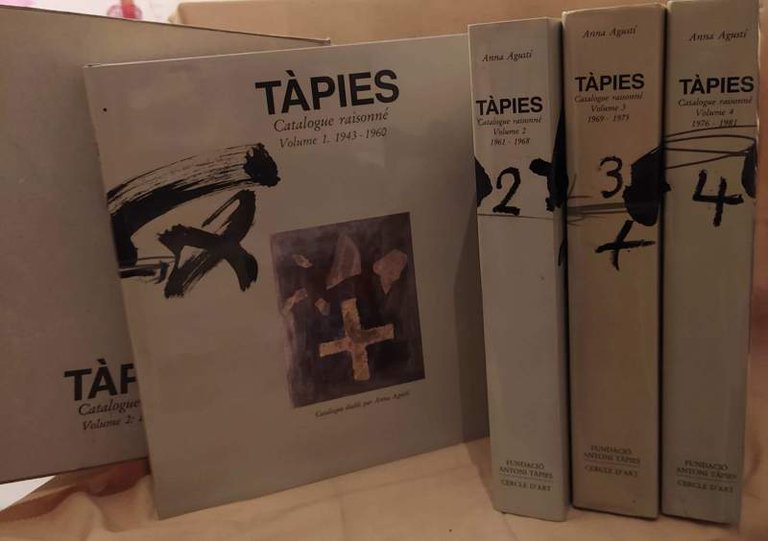 TÀPIES
Catalogue raisonné
Volume 1. 1943 - 1960
Catalogue établi par Anna Agustí
TÀP
Catalogue
Volume 2:
Anna Agustí
TÀPIES
Catalogue raisonné
Volume 2
1961 - 1968
2
FUNDACIÓ
ANTONI TÀPIES
CERCLE D'ART
Anna Agustí
TÀPIES
Catalogue raisonné
Volume 3
1969 - 1975
3
FUNDACIÓ
ANTONI TÀPIES
CERCLE D'ART
Anna Agustí
TÀPIES
Catalogue raisonné
Volume 4
1976 - 1981
4
FUNDACIÓ
ANTONI TÀPIES
CERCLE D'ART